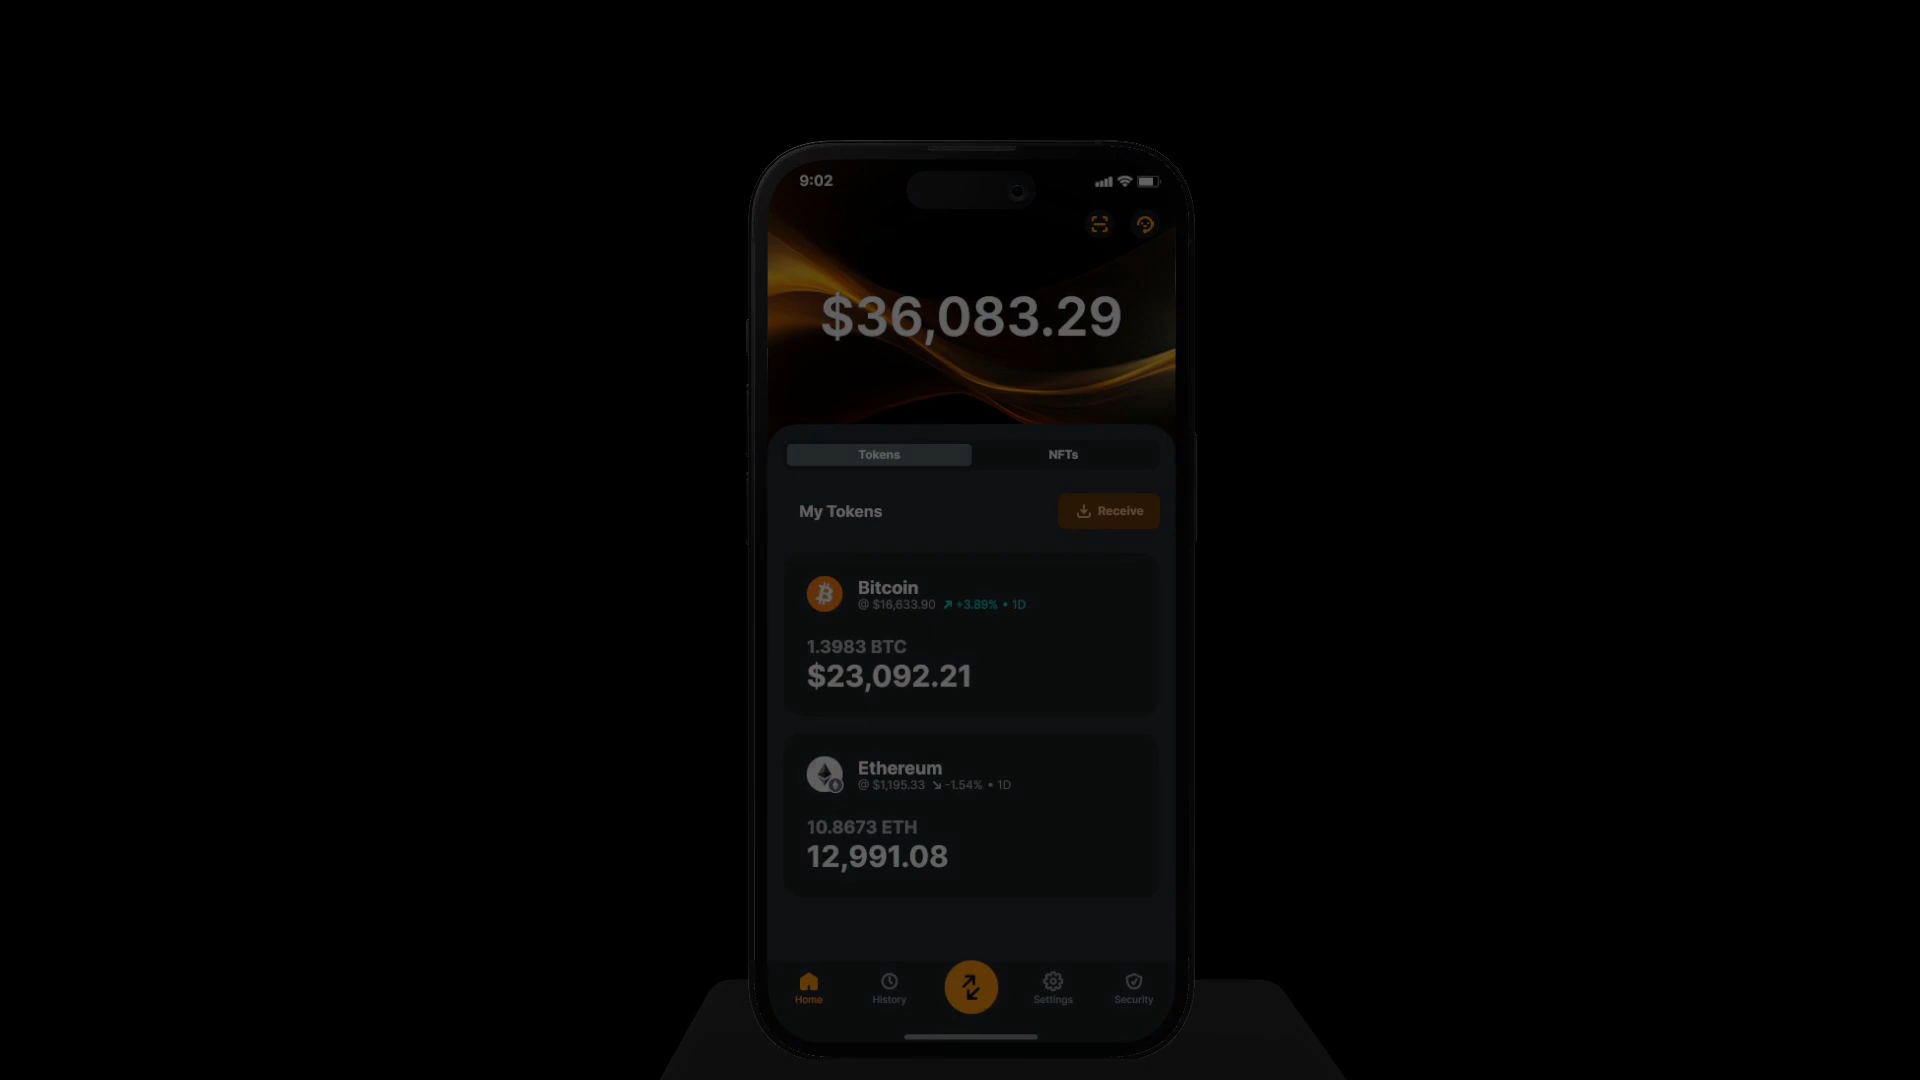 9:02
$36,083.29
Tokens
NFTs
My Tokens
Receive
Bitcoin
@ $16,633.90 +3.89% • 1D
1.3983 BTC
$23,092.21
Ethereum
@ $1,195.33 -1.54% • 1D
10.8673 ETH
12,991.08
Home
History
Settings
Security